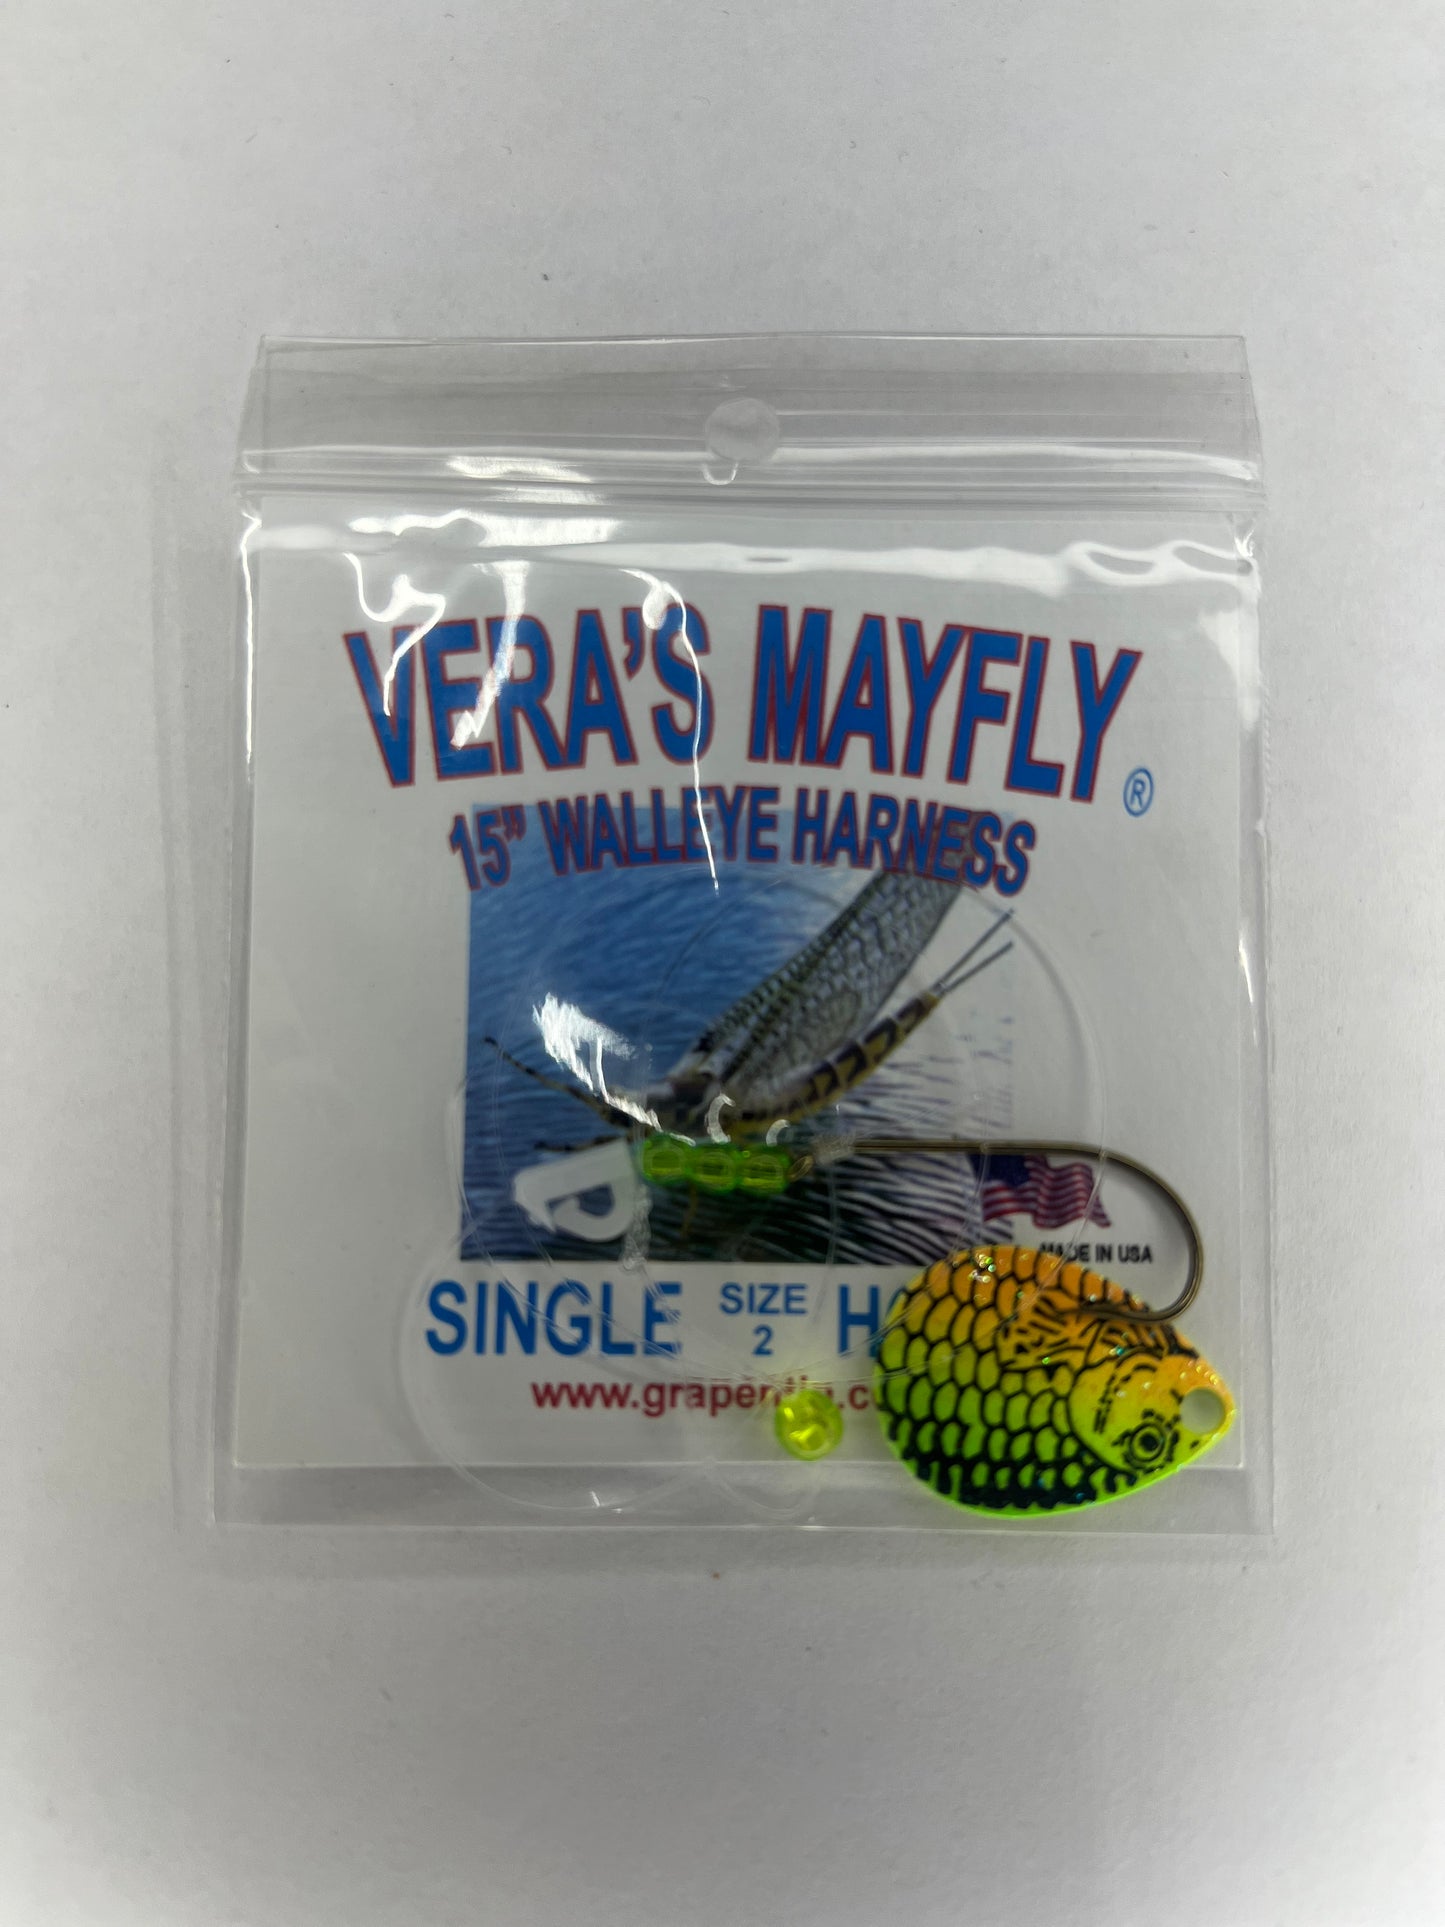 VERA'S MAYFLY ®
15" WALLEYE HARNESS
MADE IN USA
SINGLE SIZE 2